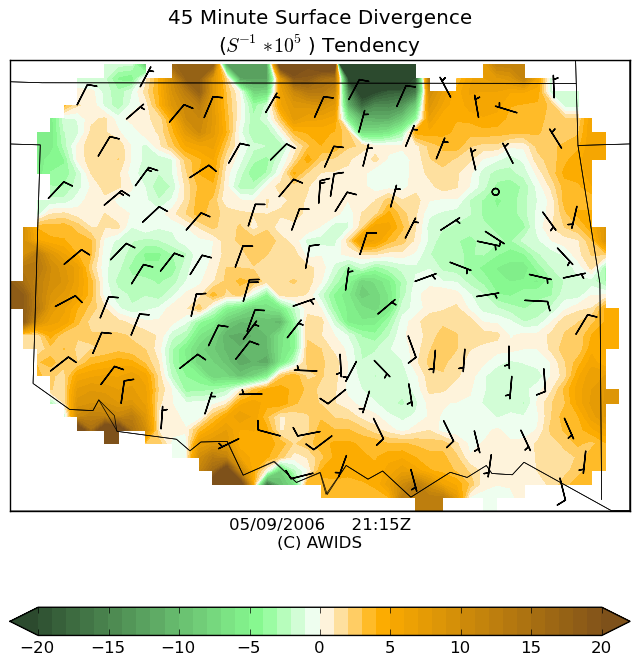 45 Minute Surface Divergence
(S⁻¹ * 10⁵ ) Tendency
05/09/2006 21:15Z
(C) AWIDS
−20 −15 −10 −5 0 5 10 15 20